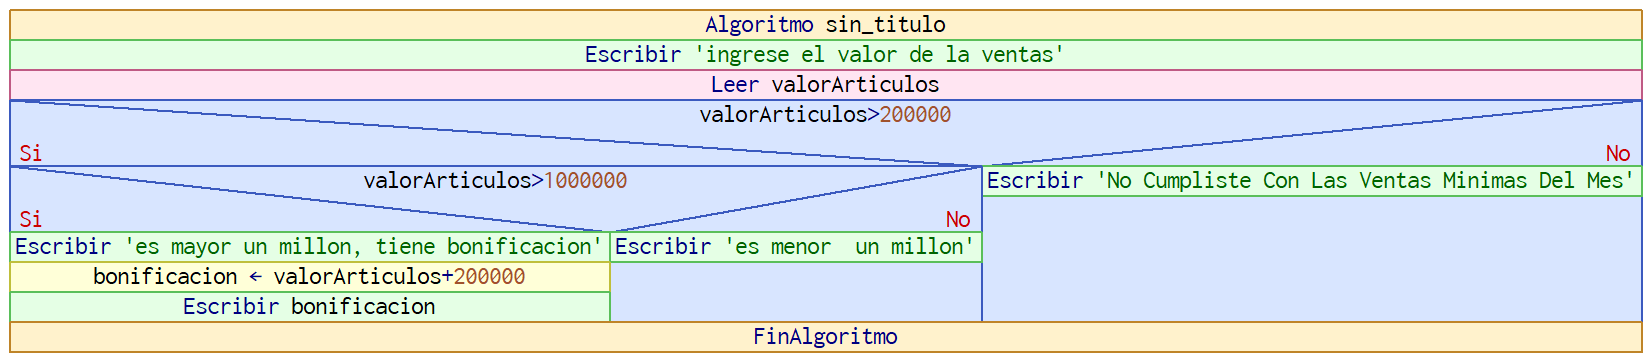 Algoritmo sin_titulo
Escribir 'ingrese el valor de la ventas'
Leer valorArticulos
valorArticulos>200000
Si
No
valorArticulos>1000000
Escribir 'No Cumpliste Con Las Ventas Minimas Del Mes'
Si
No
Escribir 'es mayor un millon, tiene bonificacion'
Escribir 'es menor  un millon'
bonificacion ← valorArticulos+200000
Escribir bonificacion
FinAlgoritmo